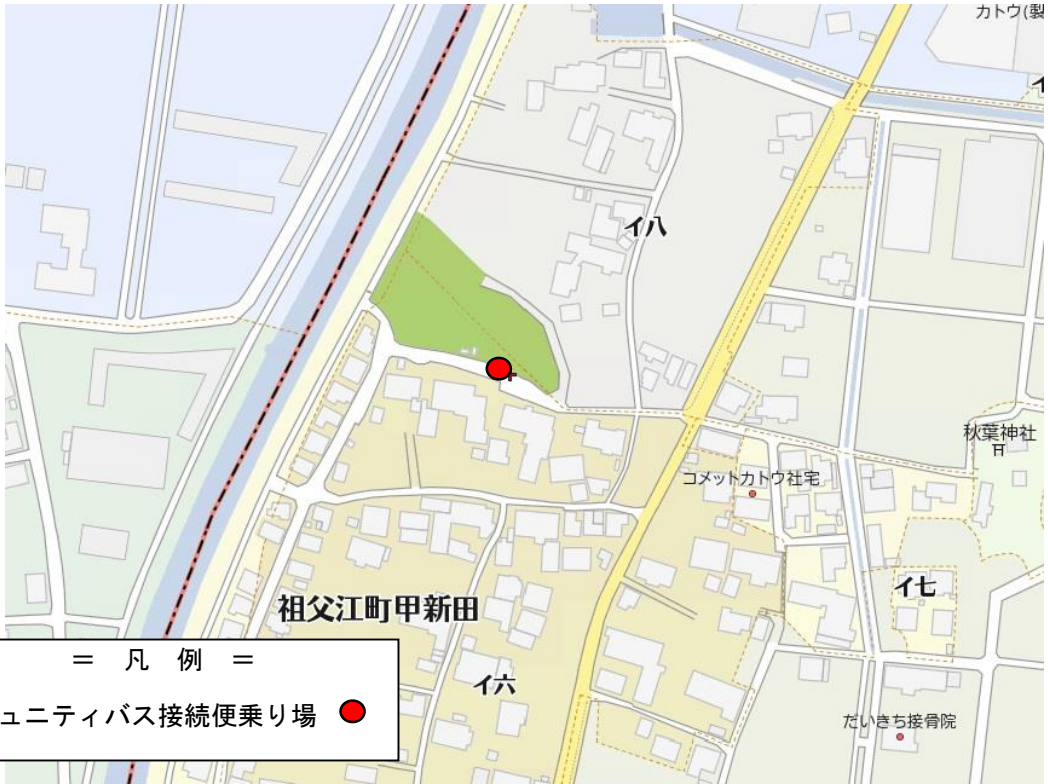 カトウ(製
イ
イ八
秋葉神社
コメットカトウ社宅
イ七
祖父江町甲新田
= 凡 例 =
イ六
ュニティバス接続便乗り場
だいきち接骨院